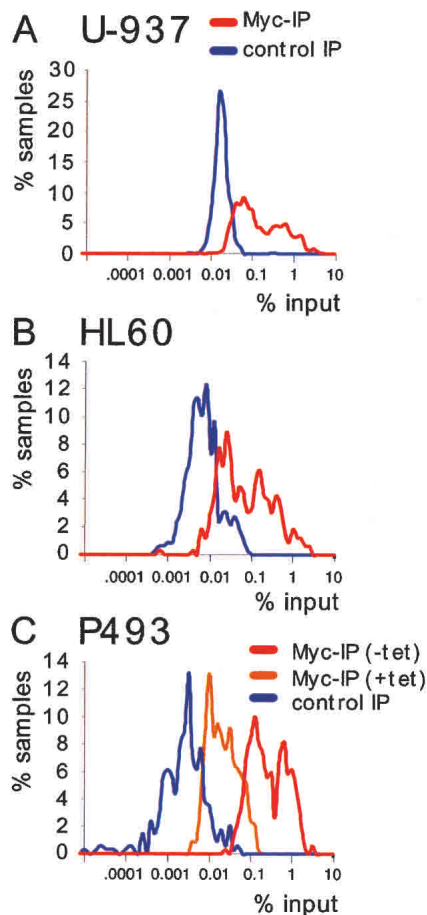 A U-937
Myc-IP
control IP
% samples
30
25
20
15
10
5
0
.0001 0.001 0.01 0.1 1 10
% input
B HL60
% samples
14
12
10
8
6
4
2
0
.0001 0.001 0.01 0.1 1 10
% input
C P493
Myc-IP (-tet)
Myc-IP (+tet)
control IP
% samples
14
12
10
8
6
4
2
0
.0001 0.001 0.01 0.1 1 10
% input